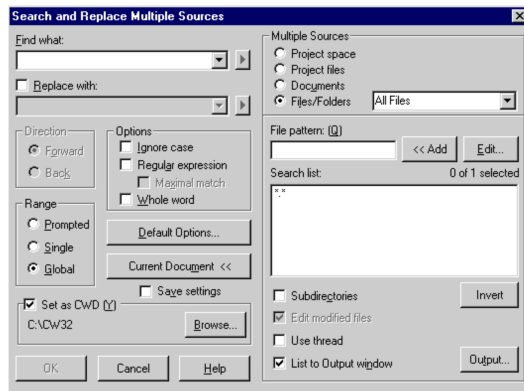 Search and Replace Multiple Sources
Find what:
Replace with:
Direction
Forward
Back
Options
Ignore case
Regular expression
Maximal match
Whole word
Range
Prompted
Single
Global
Default Options...
Current Document <<
Save settings
Set as CWD (Y)
C:\CW32
Browse...
OK
Cancel
Help
Multiple Sources
Project space
Project files
Documents
Files/Folders
All Files
File pattern: (Q)
<< Add
Edit...
Search list:
0 of 1 selected
*.*
Subdirectories
Invert
Edit modified files
Use thread
List to Output window
Output...